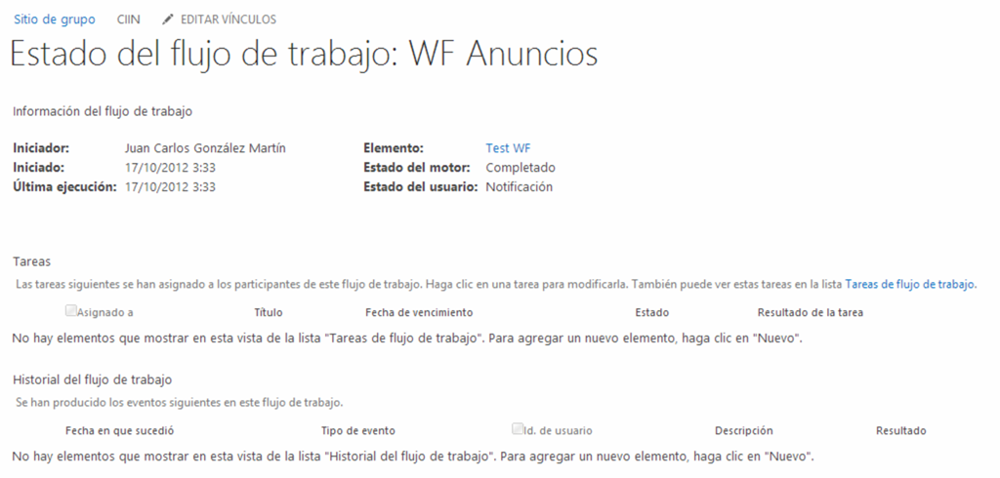 Sitio de grupo CIIN EDITAR VÍNCULOS
Estado del flujo de trabajo: WF Anuncios
Información del flujo de trabajo
Iniciador: Juan Carlos González Martín Elemento: Test WF
Iniciado: 17/10/2012 3:33 Estado del motor: Completado
Última ejecución: 17/10/2012 3:33 Estado del usuario: Notificación
Tareas
Las tareas siguientes se han asignado a los participantes de este flujo de trabajo. Haga clic en una tarea para modificarla. También puede ver estas tareas en la lista Tareas de flujo de trabajo.
Asignado a Título Fecha de vencimiento Estado Resultado de la tarea
No hay elementos que mostrar en esta vista de la lista "Tareas de flujo de trabajo". Para agregar un nuevo elemento, haga clic en "Nuevo".
Historial del flujo de trabajo
Se han producido los eventos siguientes en este flujo de trabajo.
Fecha en que sucedió Tipo de evento Id. de usuario Descripción Resultado
No hay elementos que mostrar en esta vista de la lista "Historial del flujo de trabajo". Para agregar un nuevo elemento, haga clic en "Nuevo".